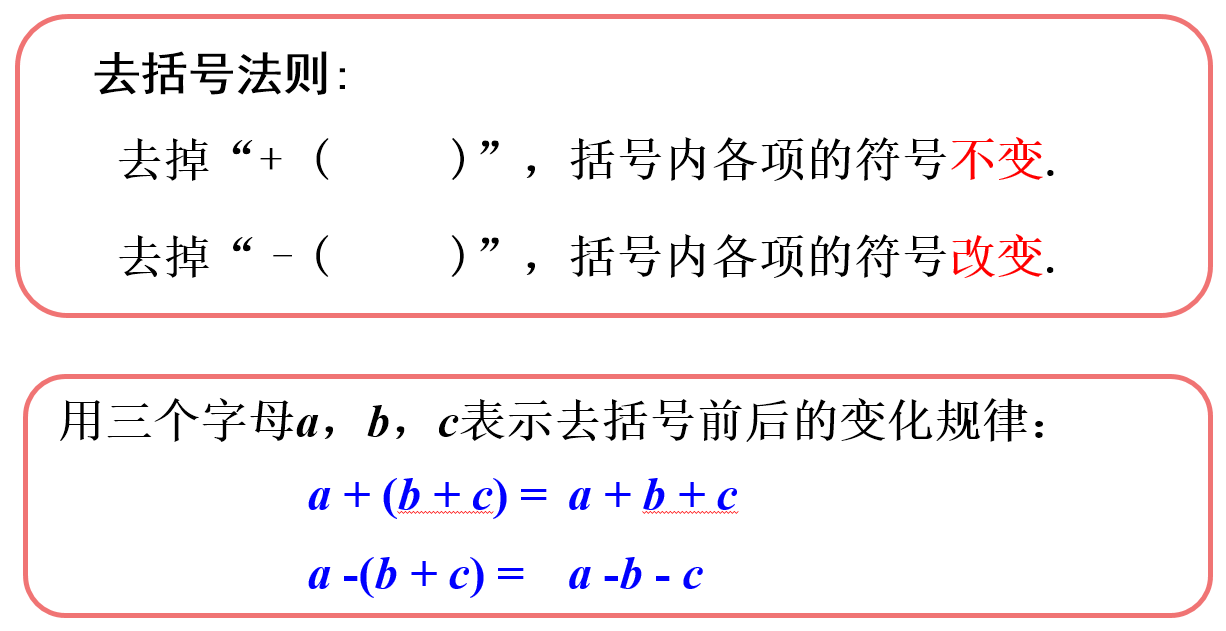 去括号法则:
去掉“+（ ）”，括号内各项的符号不变.
去掉“-（ ）”，括号内各项的符号改变.
用三个字母a，b，c表示去括号前后的变化规律：
a + (b + c) = a + b + c
a -(b + c) = a -b - c